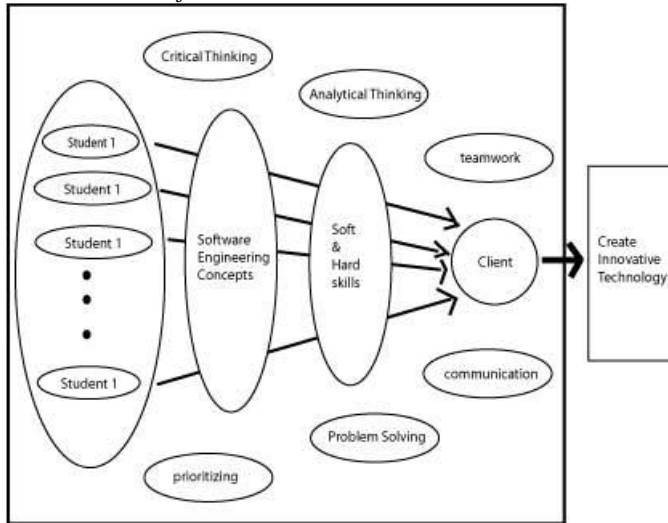 Critical Thinking
Analytical Thinking
Student 1
teamwork
Student 1
Student 1
Software
Engineering
Concepts
Soft
&
Hard
skills
Client
Create
Innovative
Technology
Student 1
communication
Problem Solving
prioritizing